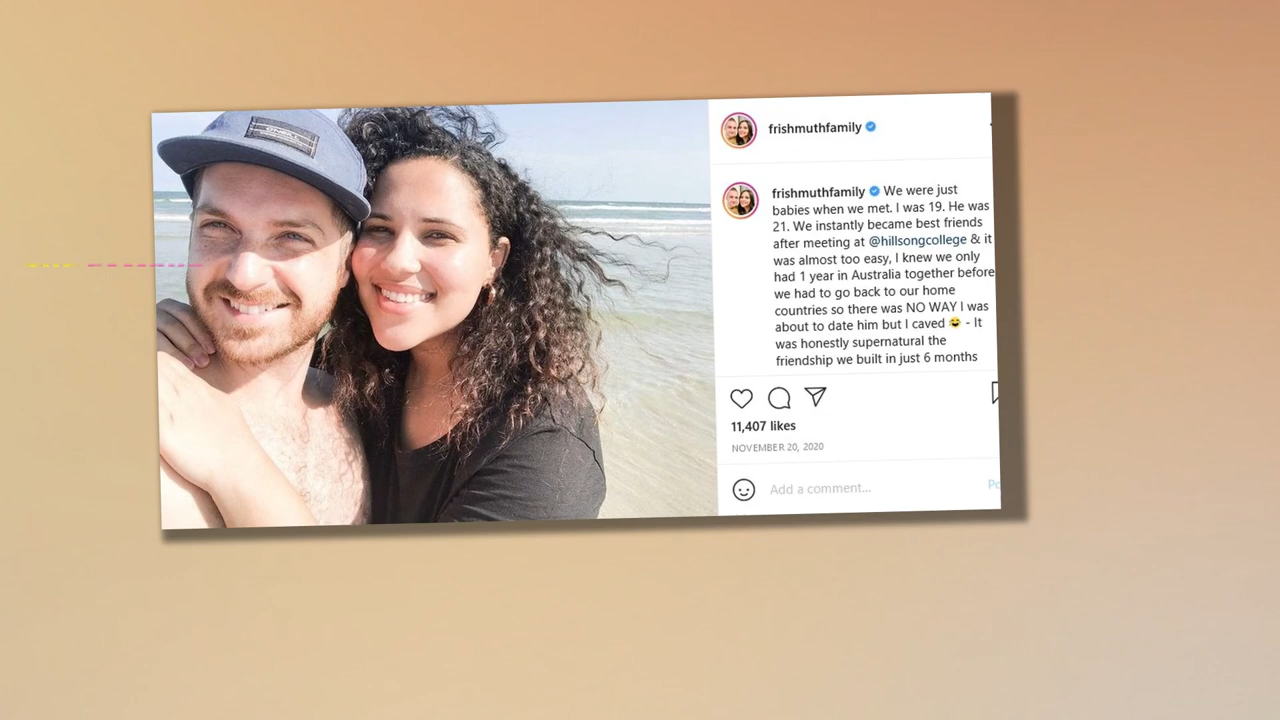 frishmuthfamily
frishmuthfamily We were just
babies when we met. I was 19. He was
21. We instantly became best friends
after meeting at @hillsongcollege & it
was almost too easy, I knew we only
had 1 year in Australia together before
we had to go back to our home
countries so there was NO WAY I was
about to date him but I caved 😂 - It
was honestly supernatural the
friendship we built in just 6 months
11,407 likes
NOVEMBER 20, 2020
Add a comment...